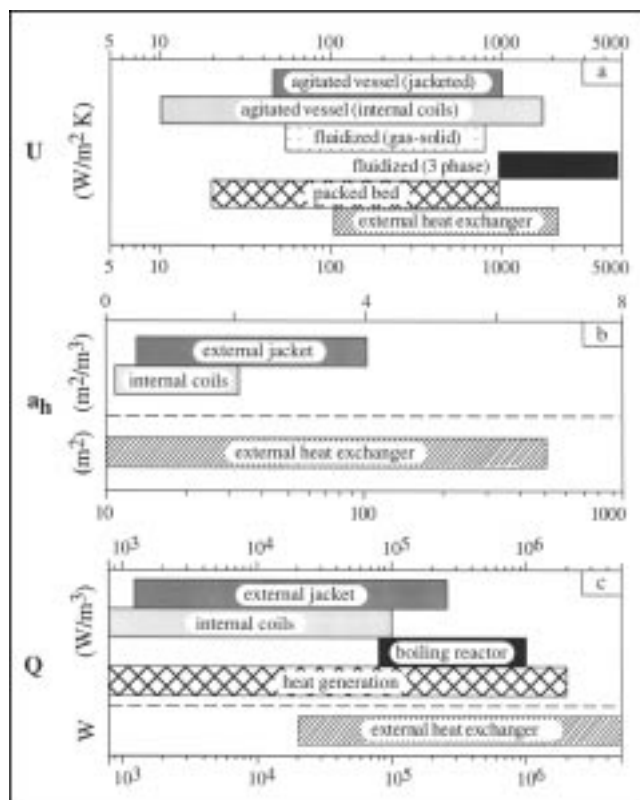 5 10 100 1000 5000
a
agitated vessel (jacketed)
agitated vessel (internal coils)
fluidized (gas-solid)
fluidized (3 phase)
packed bed
external heat exchanger
U
(W/m² K)
5 10 100 1000 5000
0 4 8
b
external jacket
internal coils
aₕ
(m²/m³)
(m²)
external heat exchanger
10 100 1000
10³ 10⁴ 10⁵ 10⁶
c
external jacket
internal coils
boiling reactor
heat generation
Q
(W/m³)
W
external heat exchanger
10³ 10⁴ 10⁵ 10⁶